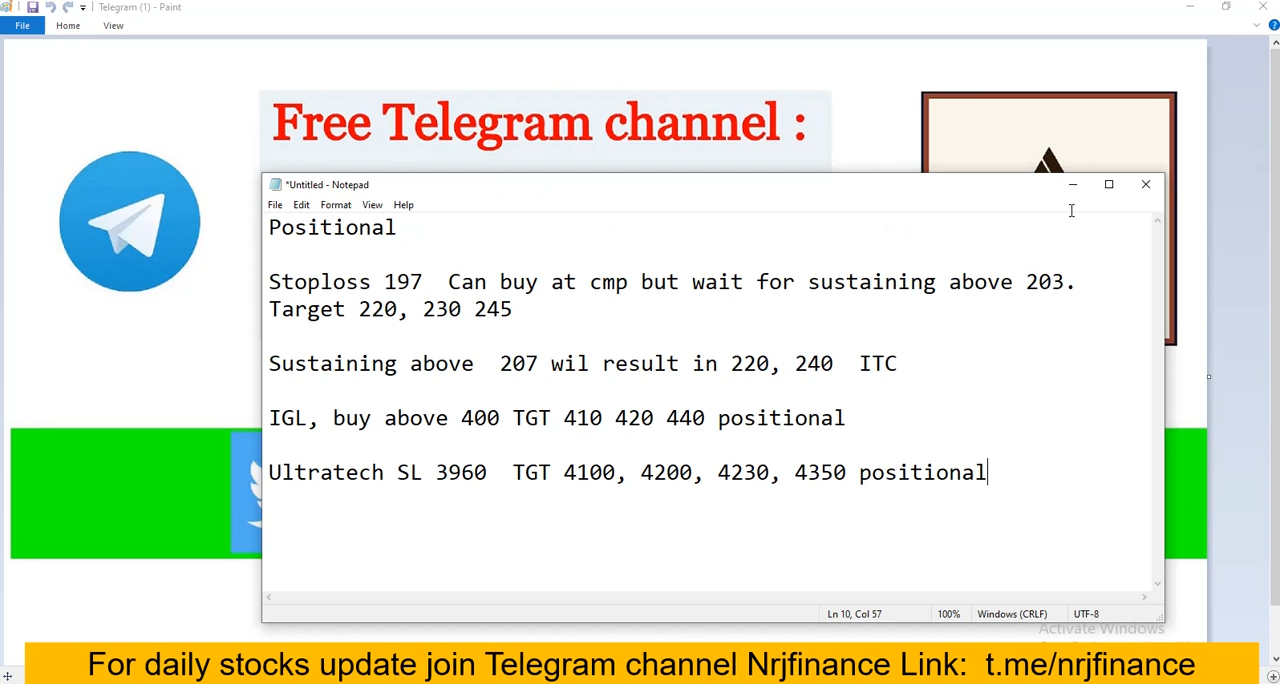 Telegram (1) - Paint
File Home View
Free Telegram channel :
*Untitled - Notepad
File Edit Format View Help
Positional
Stoploss 197  Can buy at cmp but wait for sustaining above 203.
Target 220, 230 245
Sustaining above  207 wil result in 220, 240  ITC
IGL, buy above 400 TGT 410 420 440 positional
Ultratech SL 3960  TGT 4100, 4200, 4230, 4350 positional
Ln 10, Col 57 100% Windows (CRLF) UTF-8
Activate Windows
For daily stocks update join Telegram channel Nrjfinance Link:  t.me/nrjfinance